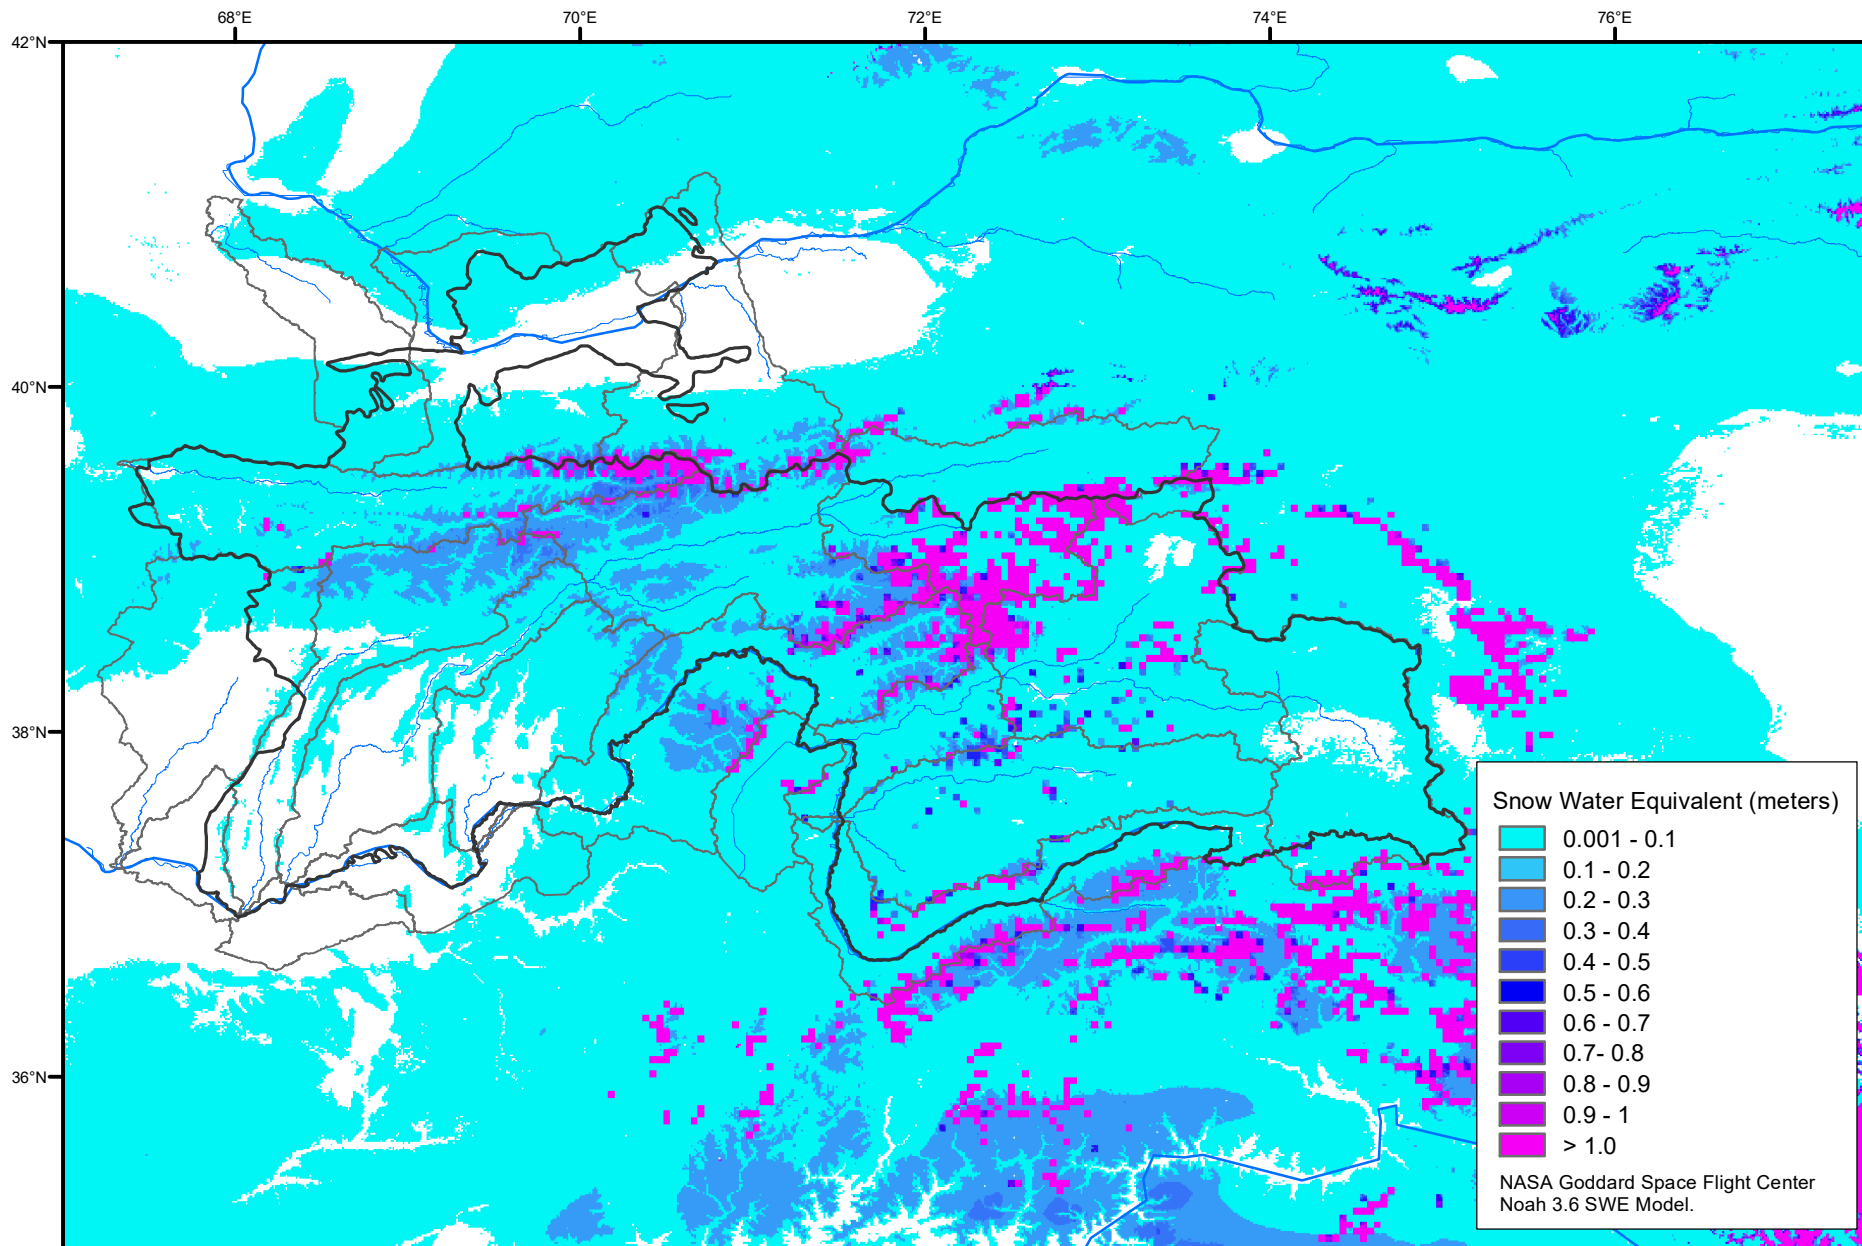 68°E
70°E
72°E
74°E
76°E
42°N
40°N
38°N
36°N
Snow Water Equivalent (meters)
0.001 - 0.1
0.1 - 0.2
0.2 - 0.3
0.3 - 0.4
0.4 - 0.5
0.5 - 0.6
0.6 - 0.7
0.7- 0.8
0.8 - 0.9
0.9 - 1
> 1.0
NASA Goddard Space Flight Center
Noah 3.6 SWE Model.